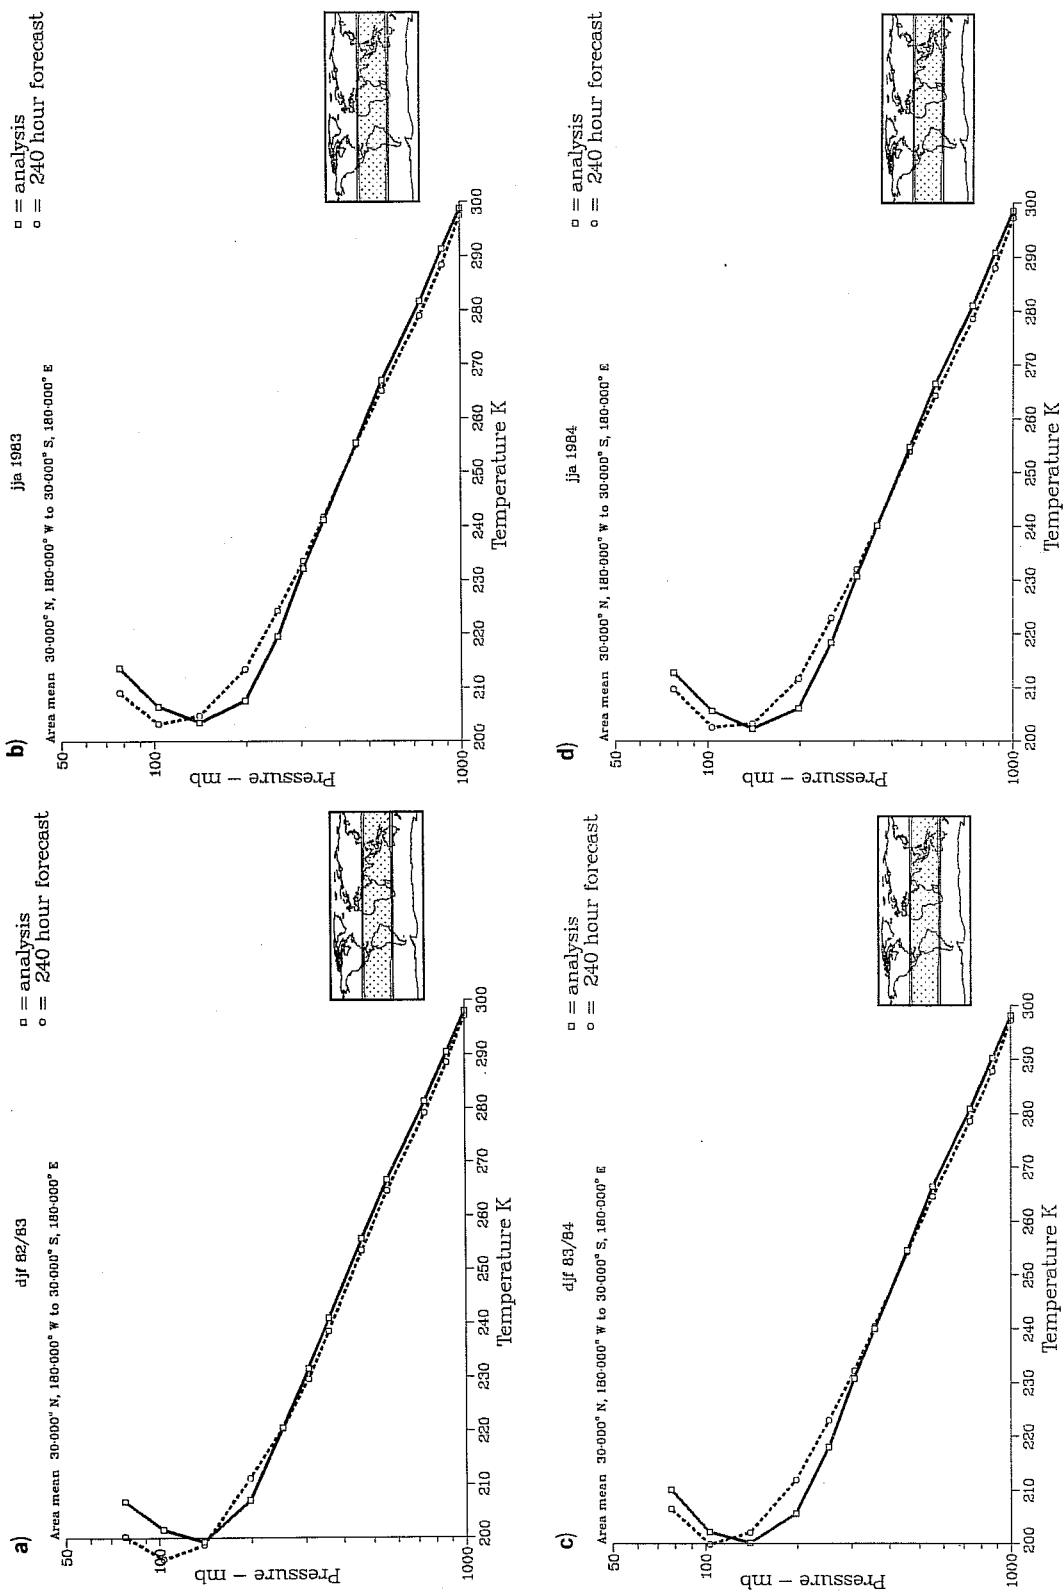 a)
djf 82/83
□ = analysis
○ = 240 hour forecast
Area mean 30·000° N, 180·000° W to 30·000° S, 180·000° E
50
100
1000
Pressure – mb
200 210 220 230 240 250 260 270 280 290 300
Temperature K
b)
jja 1983
□ = analysis
○ = 240 hour forecast
Area mean 30·000° N, 180·000° W to 30·000° S, 180·000° E
50
100
1000
Pressure – mb
200 210 220 230 240 250 260 270 280 290 300
Temperature K
c)
djf 83/84
□ = analysis
○ = 240 hour forecast
Area mean 30·000° N, 180·000° W to 30·000° S, 180·000° E
50
100
1000
Pressure – mb
200 210 220 230 240 250 260 270 280 290 300
Temperature K
d)
jja 1984
□ = analysis
○ = 240 hour forecast
Area mean 30·000° N, 180·000° W to 30·000° S, 180·000° E
50
100
1000
Pressure – mb
200 210 220 230 240 250 260 270 280 290 300
Temperature K